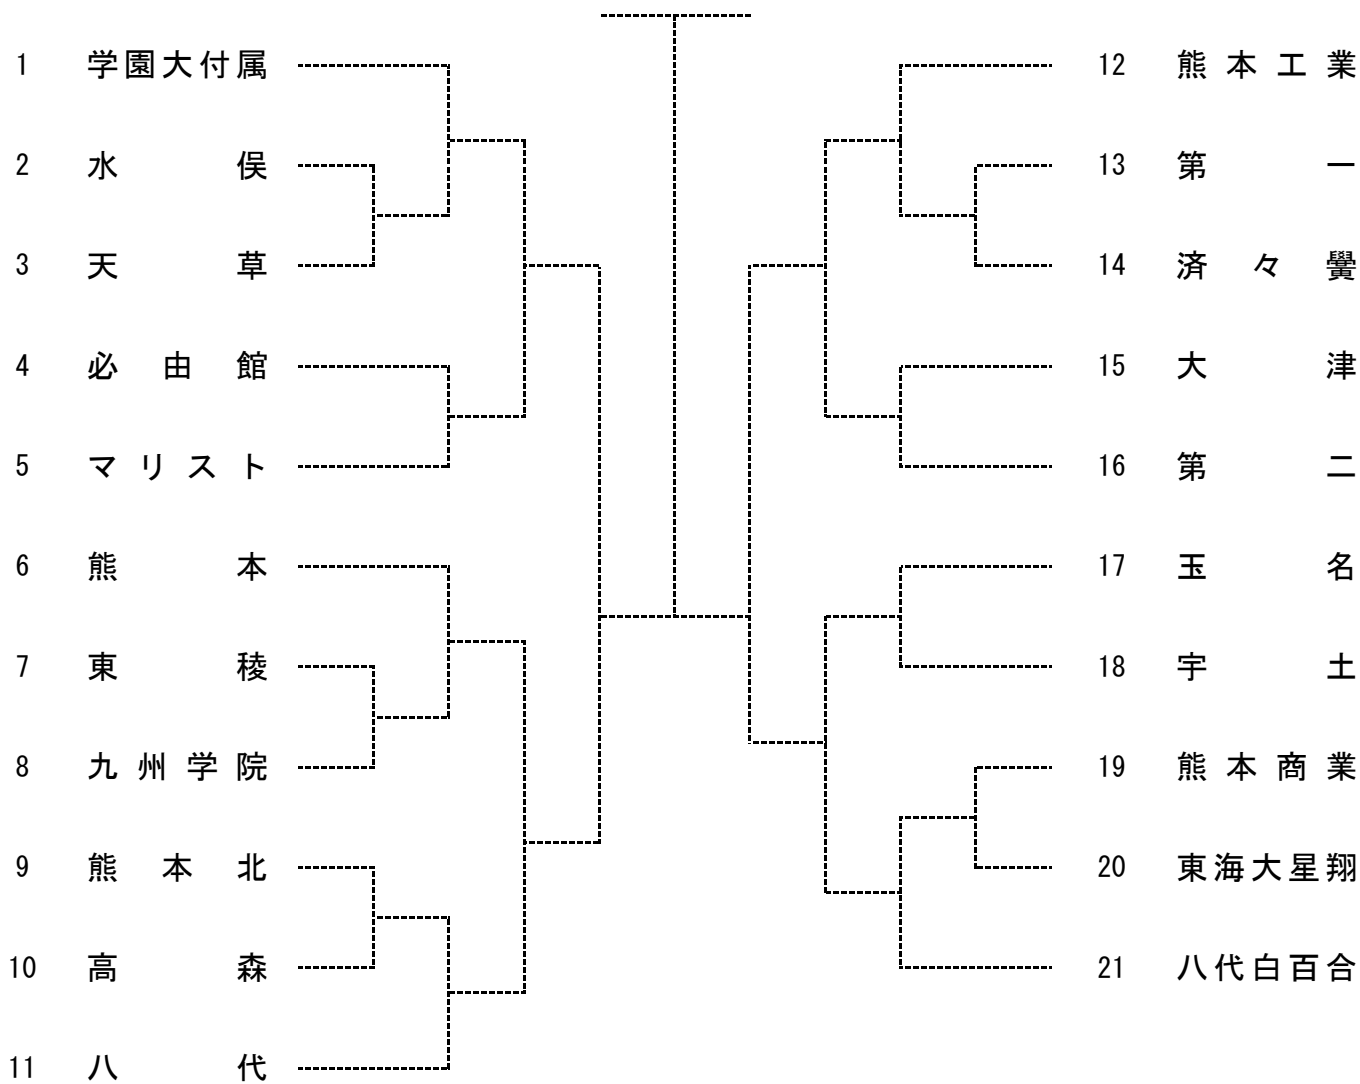 1 学園大付属
2 水俣
3 天草
4 必由館
5 マリスト
6 熊本
7 東稜
8 九州学院
9 熊本北
10 高森
11 八代
12 熊本工業
13 第一
14 済々黌
15 大津
16 第二
17 玉名
18 宇土
19 熊本商業
20 東海大星翔
21 八代白百合